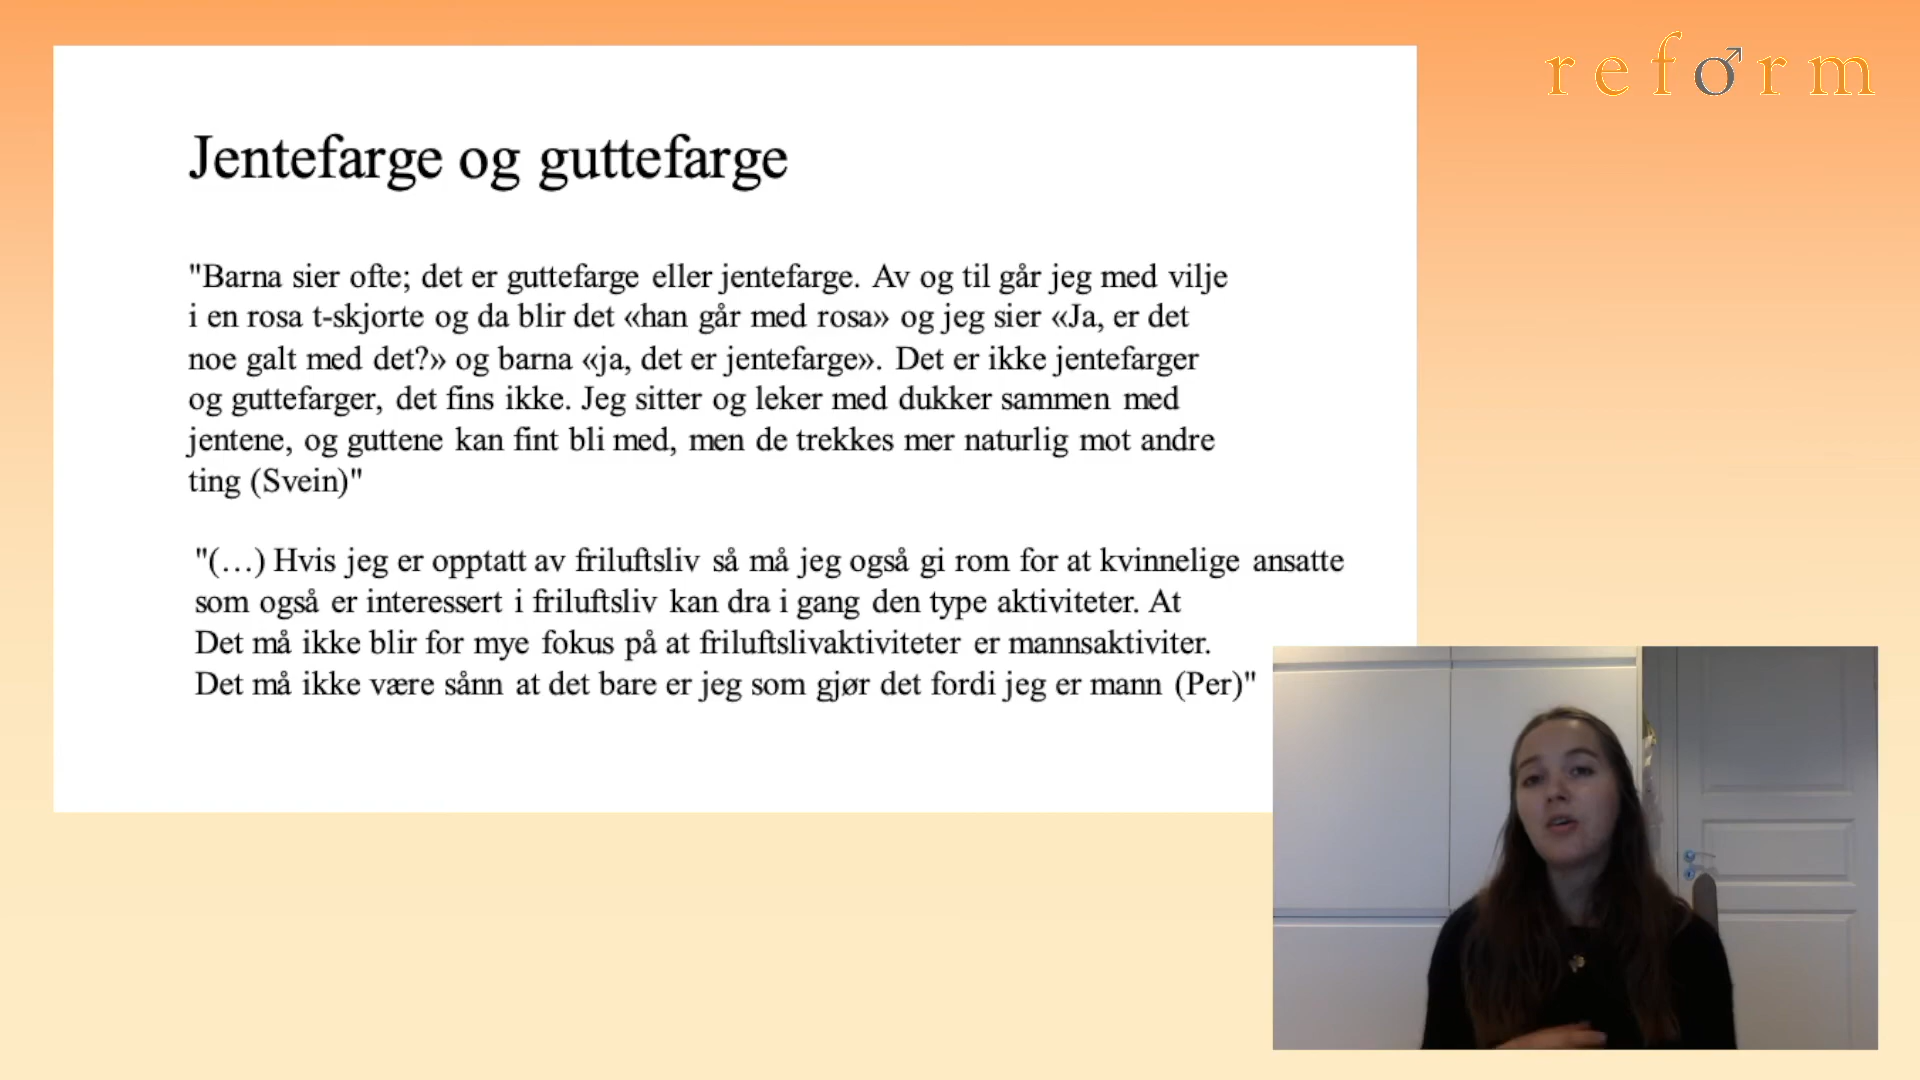 reform
Jentefarge og guttefarge
"Barna sier ofte; det er guttefarge eller jentefarge. Av og til går jeg med vilje
i en rosa t-skjorte og da blir det «han går med rosa» og jeg sier «Ja, er det
noe galt med det?» og barna «ja, det er jentefarge». Det er ikke jentefarger
og guttefarger, det fins ikke. Jeg sitter og leker med dukker sammen med
jentene, og guttene kan fint bli med, men de trekkes mer naturlig mot andre
ting (Svein)"
"(…) Hvis jeg er opptatt av friluftsliv så må jeg også gi rom for at kvinnelige ansatte
som også er interessert i friluftsliv kan dra i gang den type aktiviteter. At
Det må ikke blir for mye fokus på at friluftslivaktiviteter er mannsaktiviter.
Det må ikke være sånn at det bare er jeg som gjør det fordi jeg er mann (Per)"